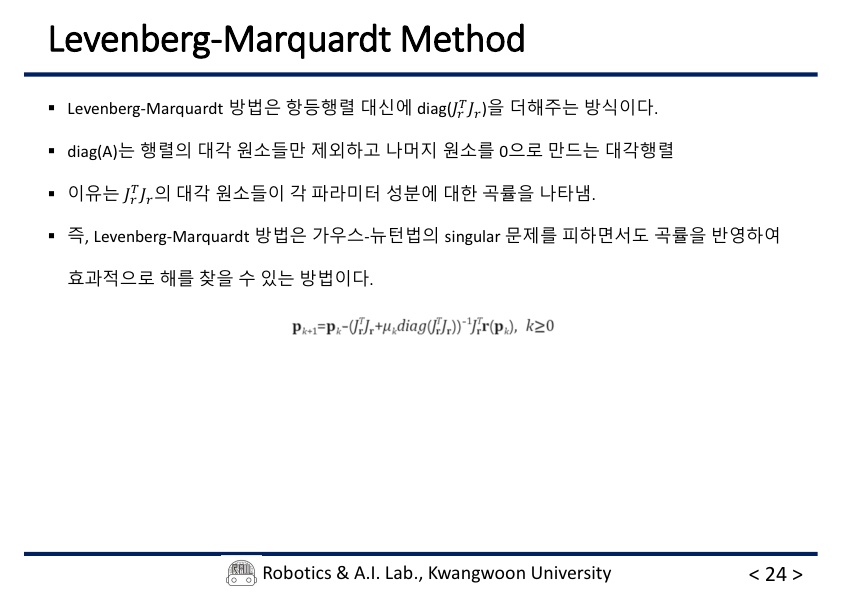 Levenberg-Marquardt Method
▪ Levenberg-Marquardt 방법은 항등행렬 대신에 diag($J_r^T J_r$)을 더해주는 방식이다.
▪ diag(A)는 행렬의 대각 원소들만 제외하고 나머지 원소를 0으로 만드는 대각행렬
▪ 이유는 $J_r^T J_r$의 대각 원소들이 각 파라미터 성분에 대한 곡률을 나타냄.
▪ 즉, Levenberg-Marquardt 방법은 가우스-뉴턴법의 singular 문제를 피하면서도 곡률을 반영하여
효과적으로 해를 찾을 수 있는 방법이다.
$\mathbf{p}_{k+1}=\mathbf{p}_k-(J_\mathbf{r}^T J_\mathbf{r}+\mu_k diag(J_\mathbf{r}^T J_\mathbf{r}))^{-1}J_\mathbf{r}^T\mathbf{r}(\mathbf{p}_k),\ k\geq 0$
RAIL Robotics & A.I. Lab., Kwangwoon University < 24 >